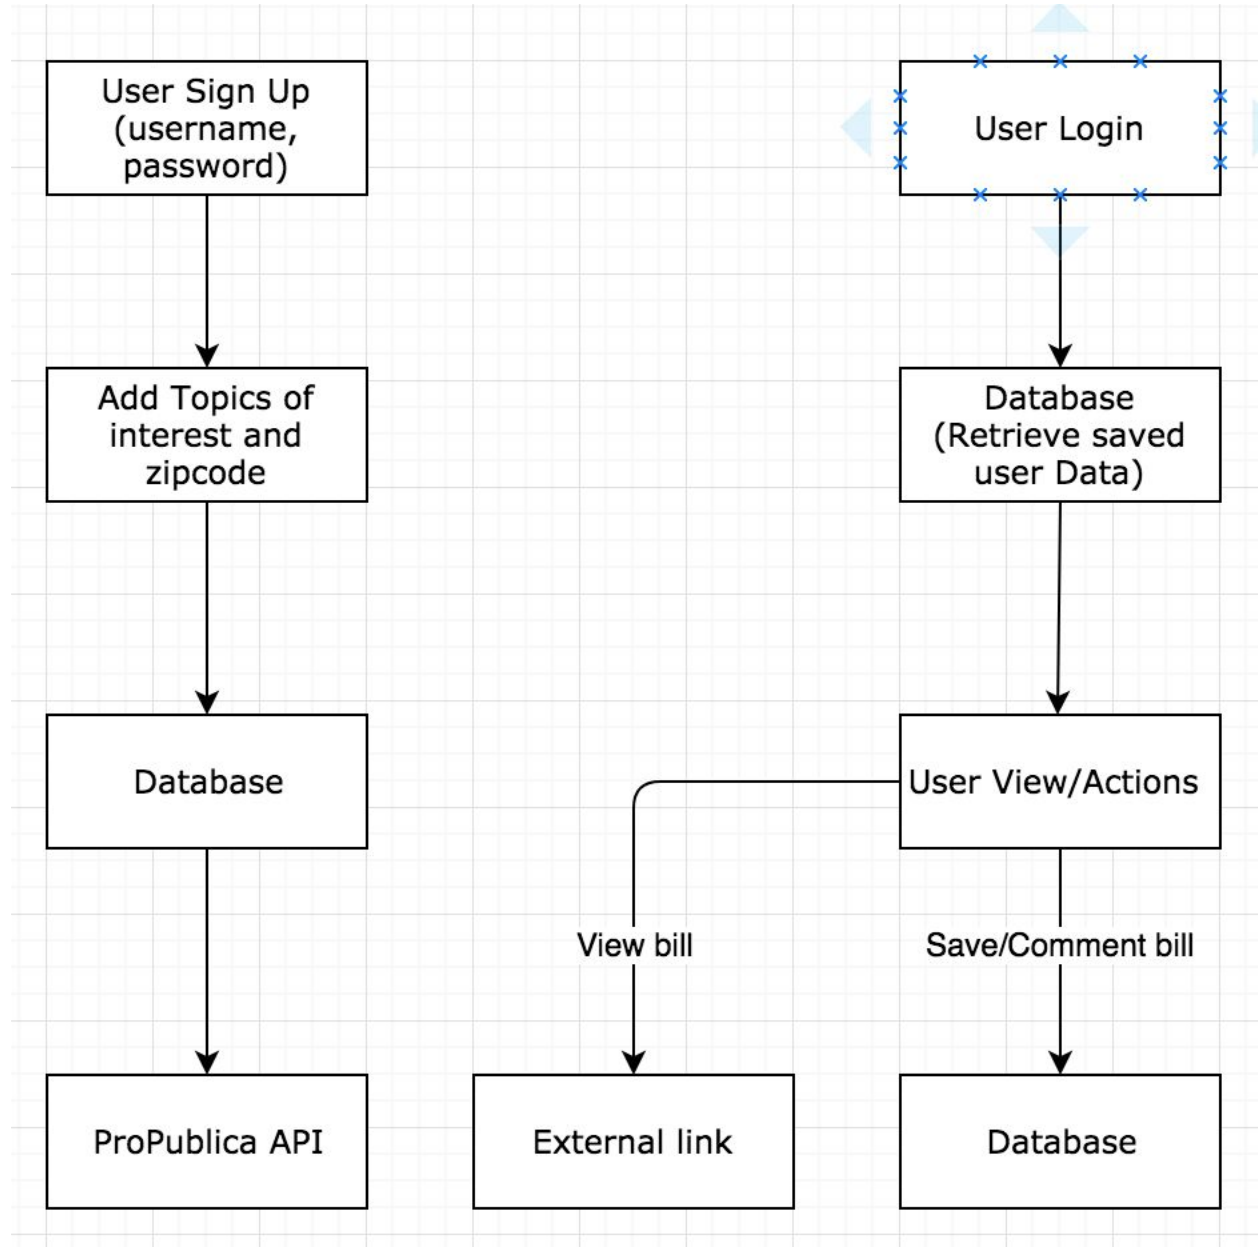 User Sign Up
(username,
password)
User Login
Add Topics of
interest and
zipcode
Database
(Retrieve saved
user Data)
Database
User View/Actions
View bill
Save/Comment bill
ProPublica API
External link
Database